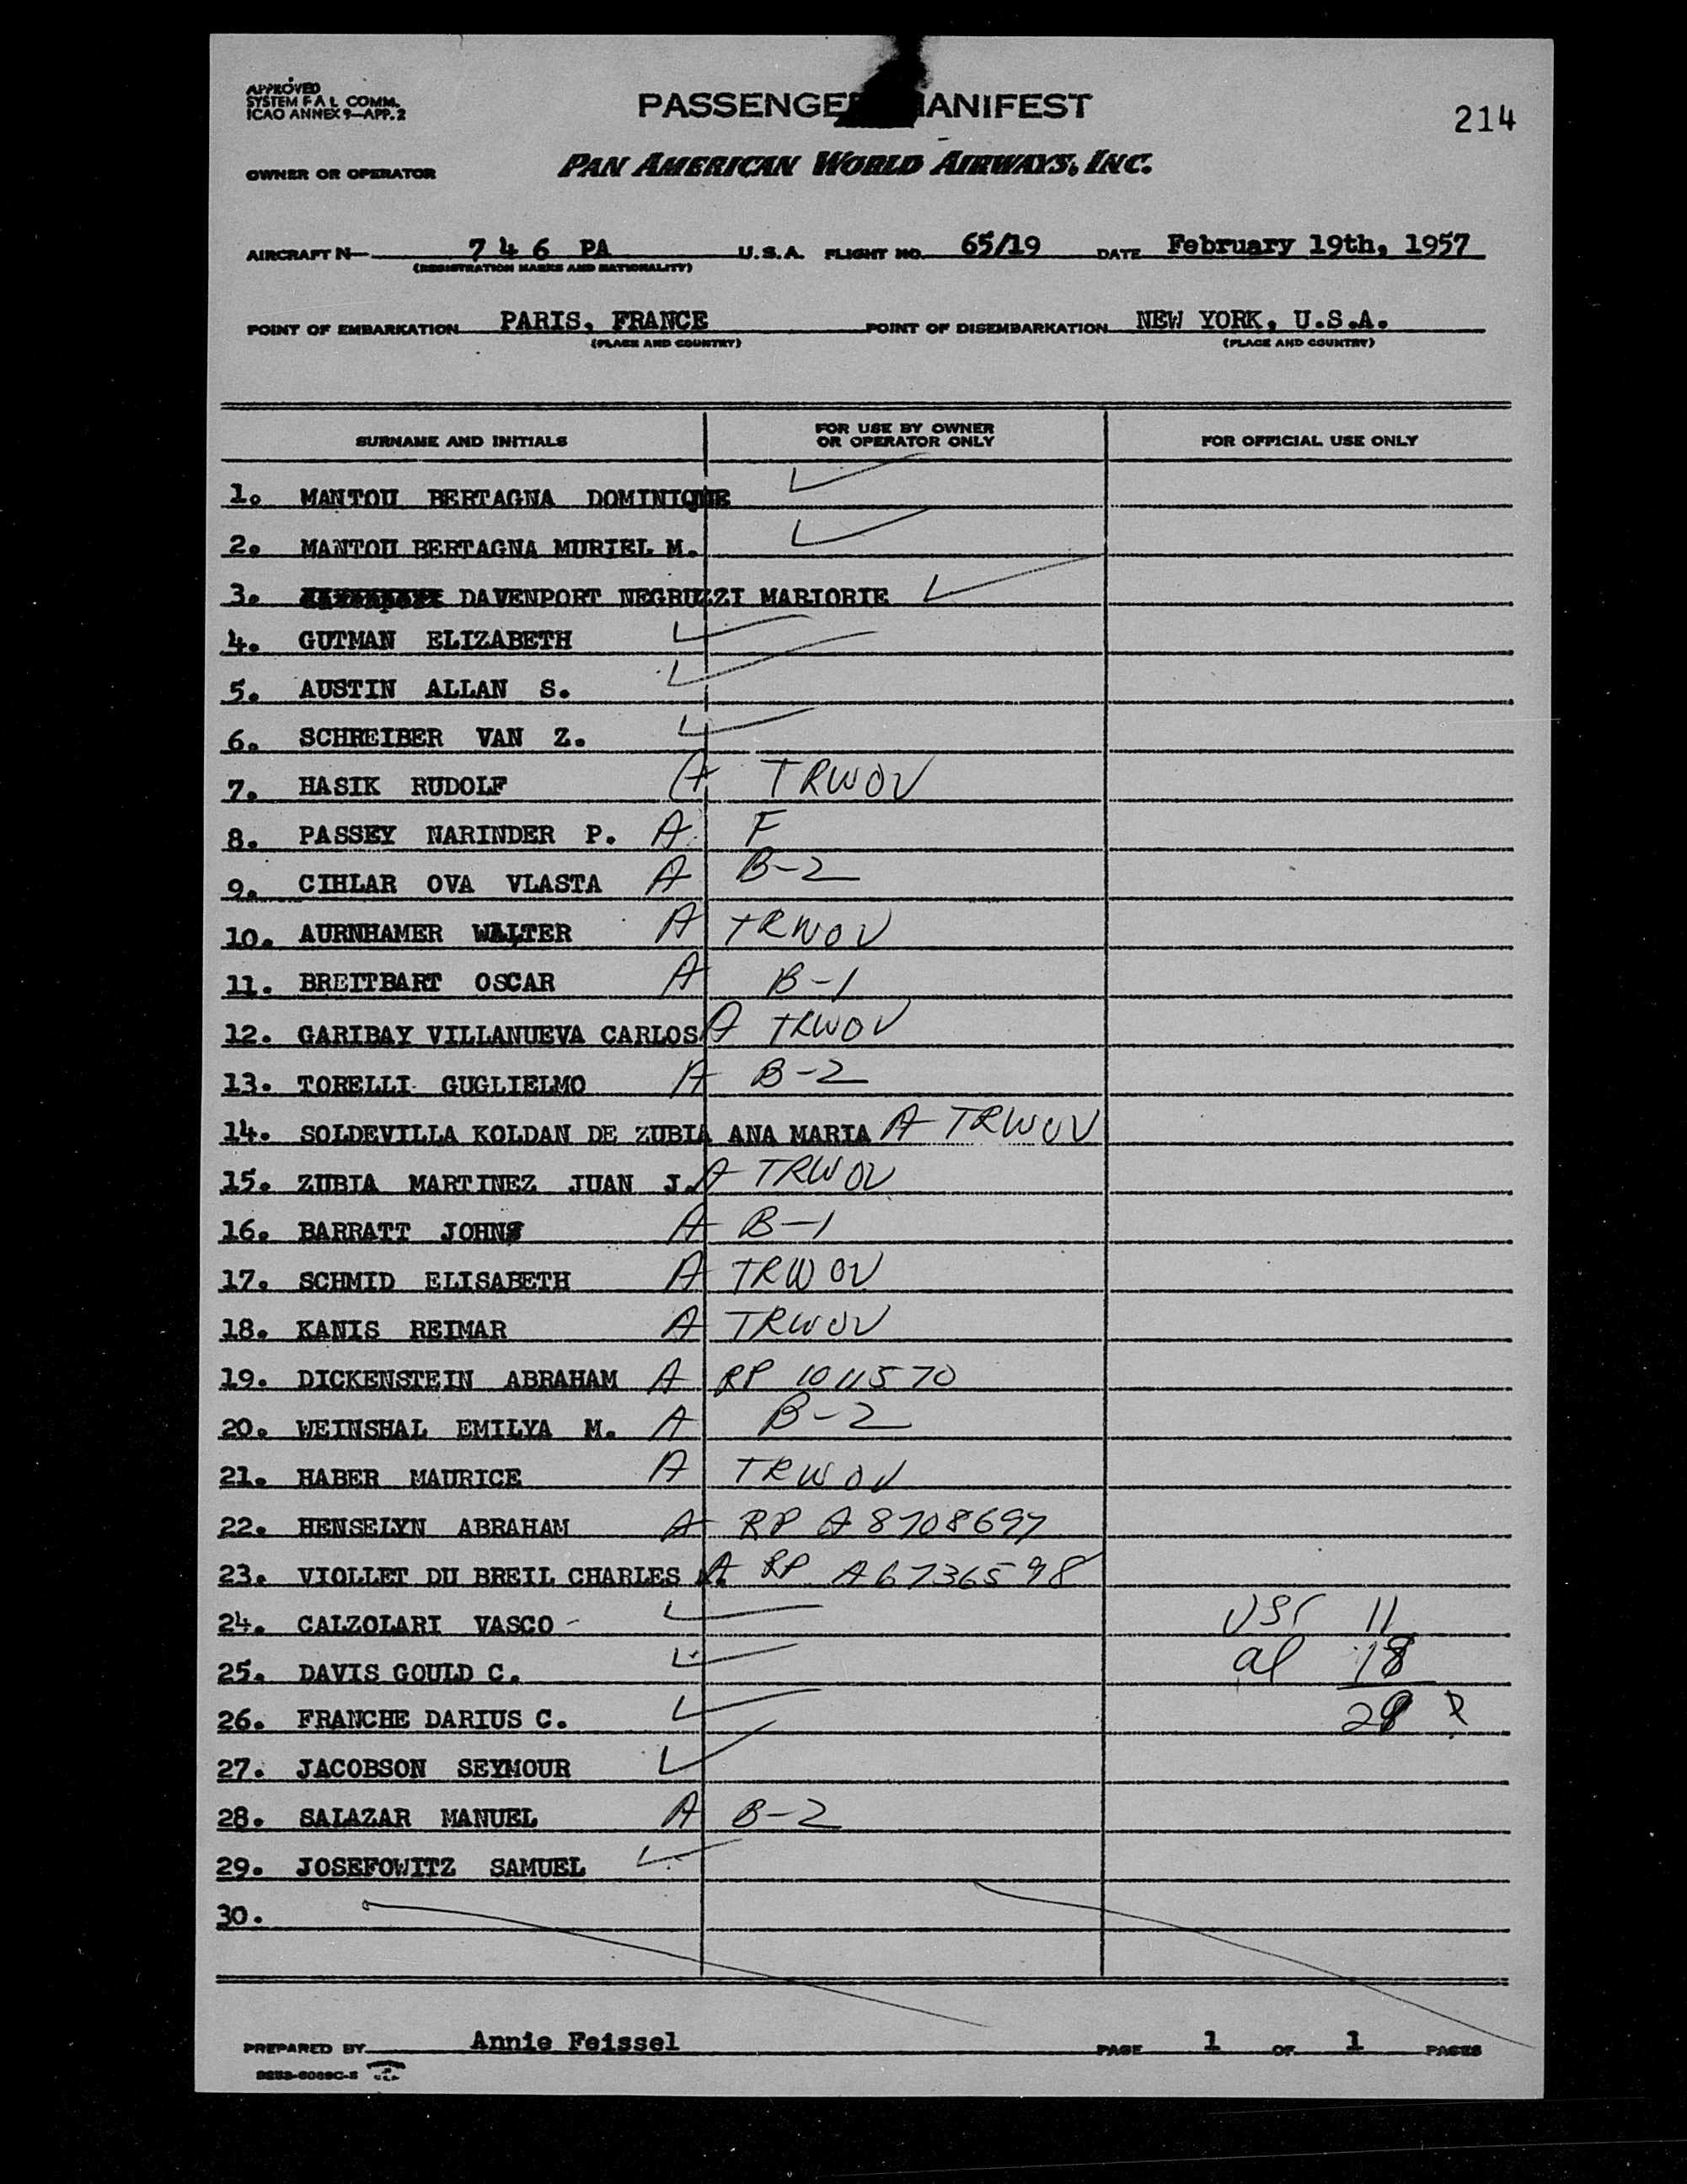 APPROVED
SYSTEM F A L COMM.
ICAO ANNEX 9—APP. 2
PASSENGE ANIFEST
214
OWNER OR OPERATOR
PAN AMERICAN WORLD AIRWAYS, INC.
AIRCRAFT N— 7 4 6 PA U.S.A. FLIGHT NO. 65/19 DATE February 19th, 1957
(REGISTRATION MARKS AND NATIONALITY)
POINT OF EMBARKATION PARIS, FRANCE POINT OF DISEMBARKATION NEW YORK, U.S.A.
(PLACE AND COUNTRY) (PLACE AND COUNTRY)
SURNAME AND INITIALS FOR USE BY OWNER OR OPERATOR ONLY FOR OFFICIAL USE ONLY
1. MANTOU BERTAGNA DOMINIQUE
2. MANTOU BERTAGNA MURIEL M.
3. DAVENPORT NEGRUZZI MARIORIE
4. GUTMAN ELIZABETH
5. AUSTIN ALLAN S.
6. SCHREIBER VAN Z.
7. HASIK RUDOLF A TRWOV
8. PASSEY NARINDER P. A F
9. CIHLAR OVA VLASTA A B-2
10. AURNHAMER WALTER A TRWOV
11. BREITBART OSCAR A B-1
12. GARIBAY VILLANUEVA CARLOS A TRWOV
13. TORELLI GUGLIELMO A B-2
14. SOLDEVILLA KOLDAN DE ZUBIA ANA MARIA A TRWOV
15. ZUBIA MARTINEZ JUAN J. A TRWOV
16. BARRATT JOHN A B-1
17. SCHMID ELISABETH A TRWOV
18. KANIS REIMAR A TRWOV
19. DICKENSTEIN ABRAHAM A RP 1011570
20. WEINSHAL EMILYA M. A B-2
21. HABER MAURICE A TRWOV
22. HENSELYN ABRAHAM A RP A8708697
23. VIOLLET DU BREIL CHARLES A RP A6736598
24. CALZOLARI VASCO - 11
25. DAVIS GOULD C. al 18
26. FRANCHE DARIUS C. 29
27. JACOBSON SEYMOUR
28. SALAZAR MANUEL A B-2
29. JOSEFOWITZ SAMUEL
30.
PREPARED BY Annie Feissel PAGE 1 OF 1 PAGES